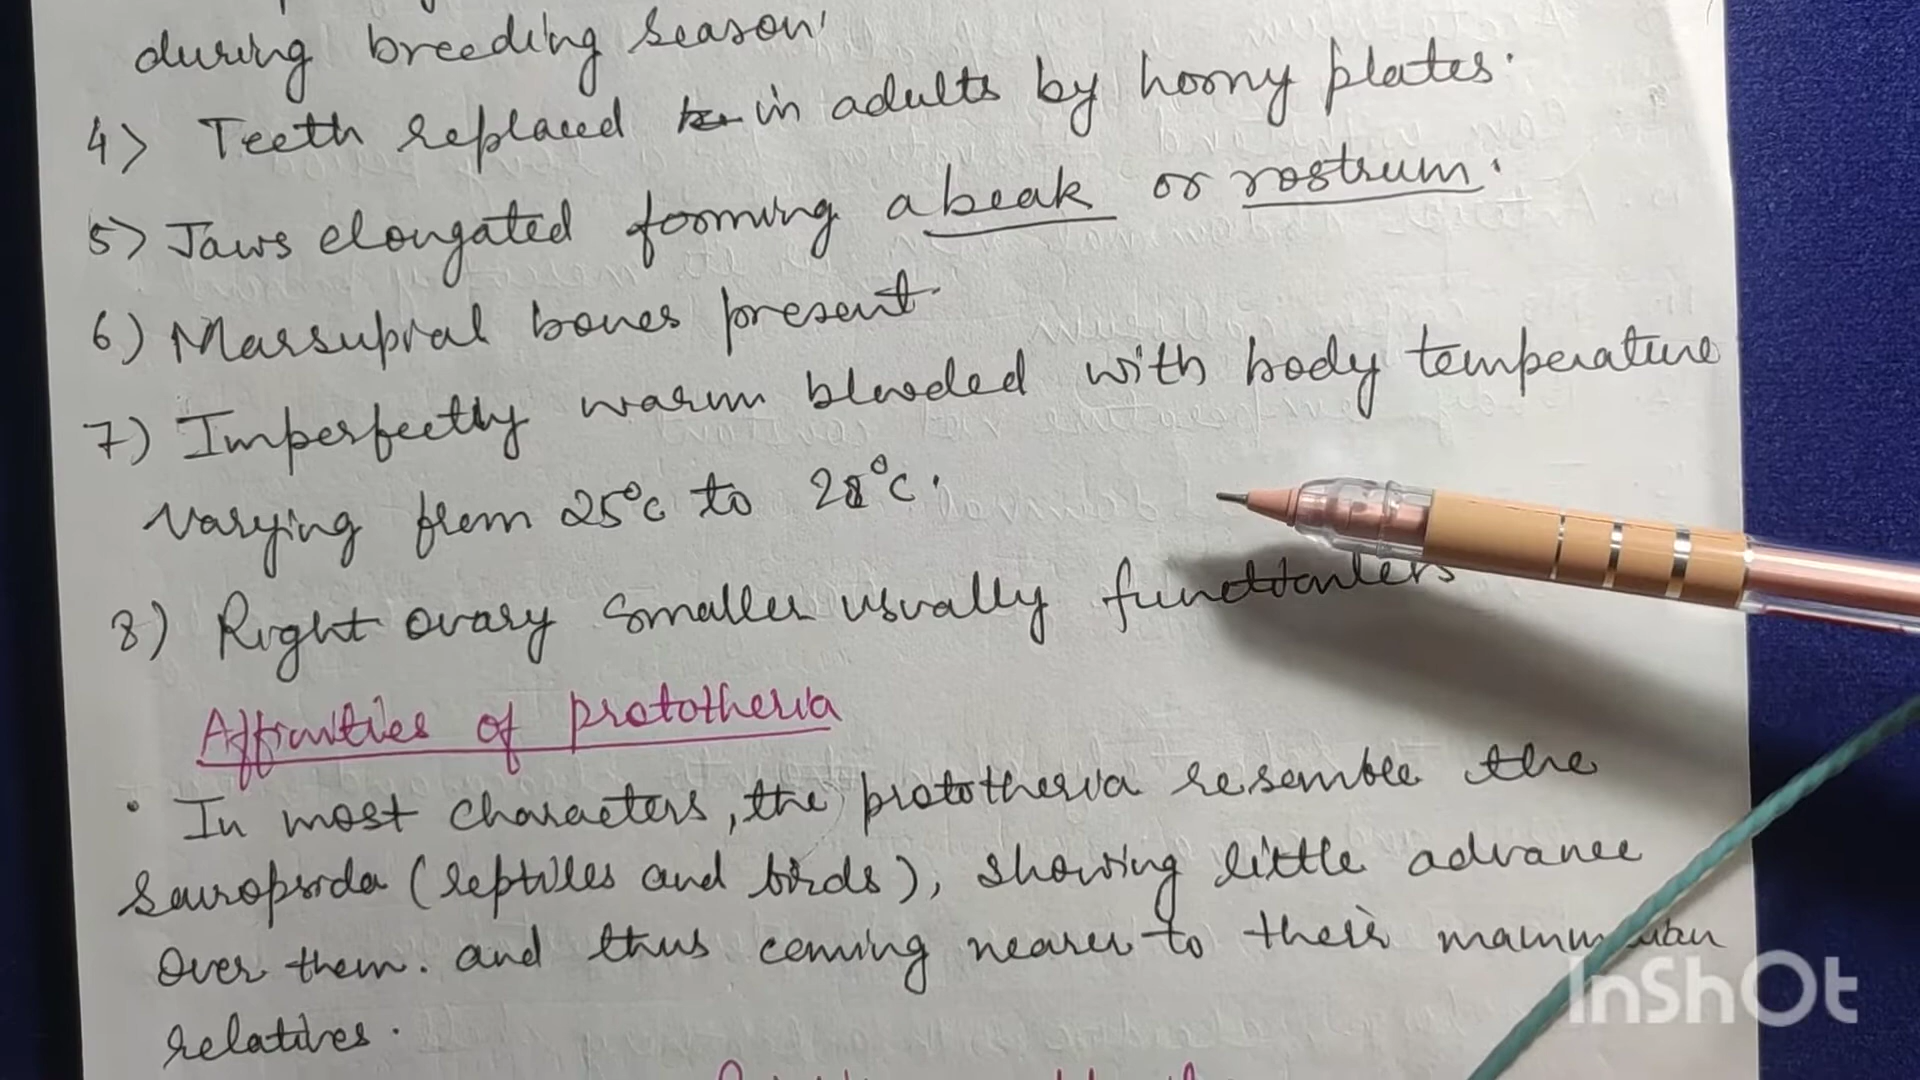 during breeding season
4) Teeth replaced in adults by horny plates.
5) Jaws elongated forming a beak or rostrum.
6) Marsupial bones present.
7) Imperfectly warm blooded with body temperature
varying from 25°c to 28°c.
8) Right ovary smaller usually functionless
Affinities of prototheria
• In most characters, the prototheria resemble the
sauropsida (reptiles and birds), showing little advance
over them. and thus coming nearer to their mammalian
relatives.
InShOt